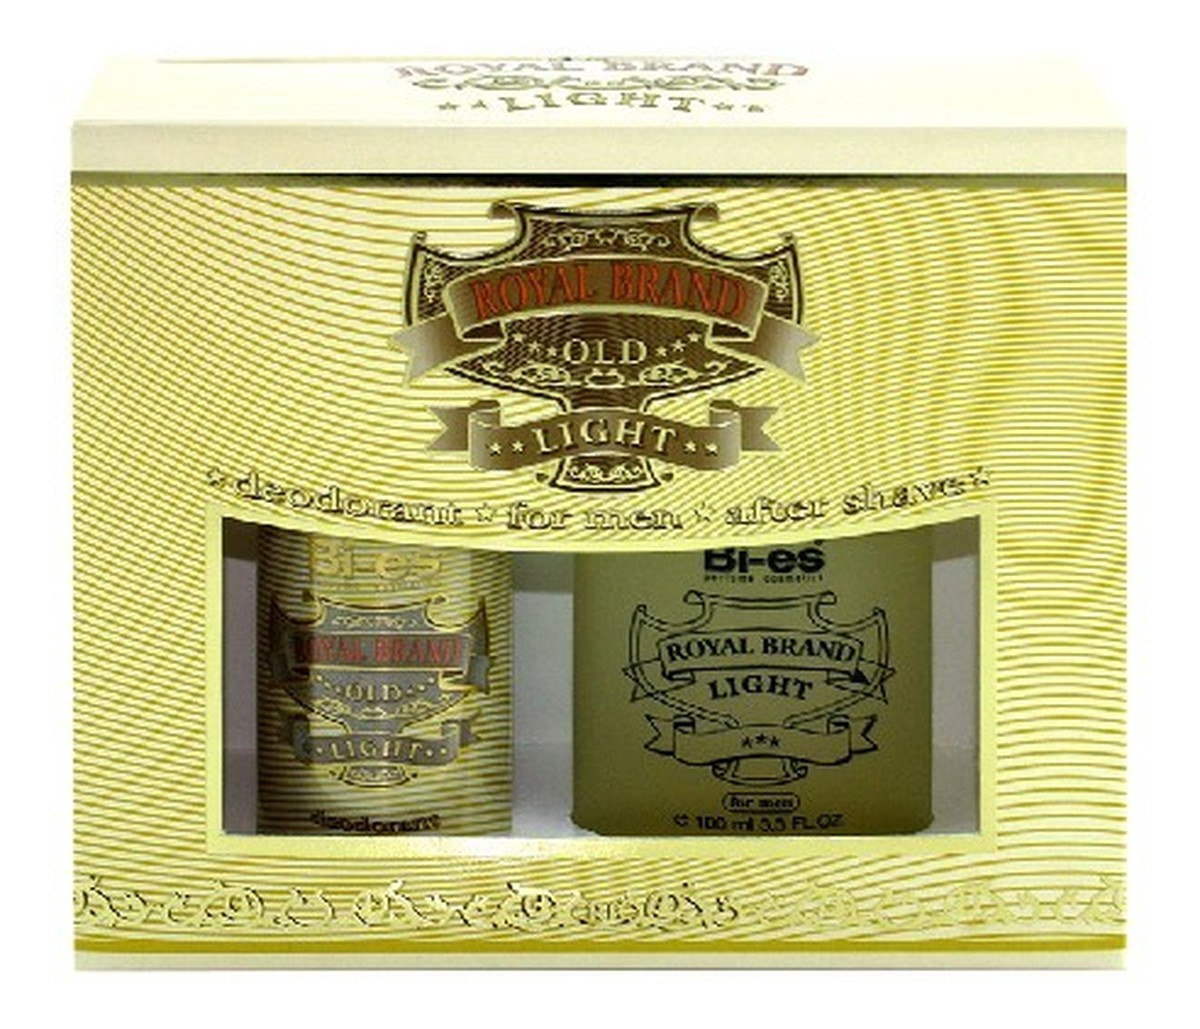 ROYAL BRAND
★★LIGHT★★
ROYAL BRAND
★★★OLD★★★
★★LIGHT★★
★deodorant ★ for men ★ after shave★
Bi-es
ROYAL BRAND
OLD
LIGHT
deodorant
Bi-es
perfume cosmetics
ROYAL BRAND
LIGHT
★★★
for men
℮ 100 ml 3.3 FL.OZ